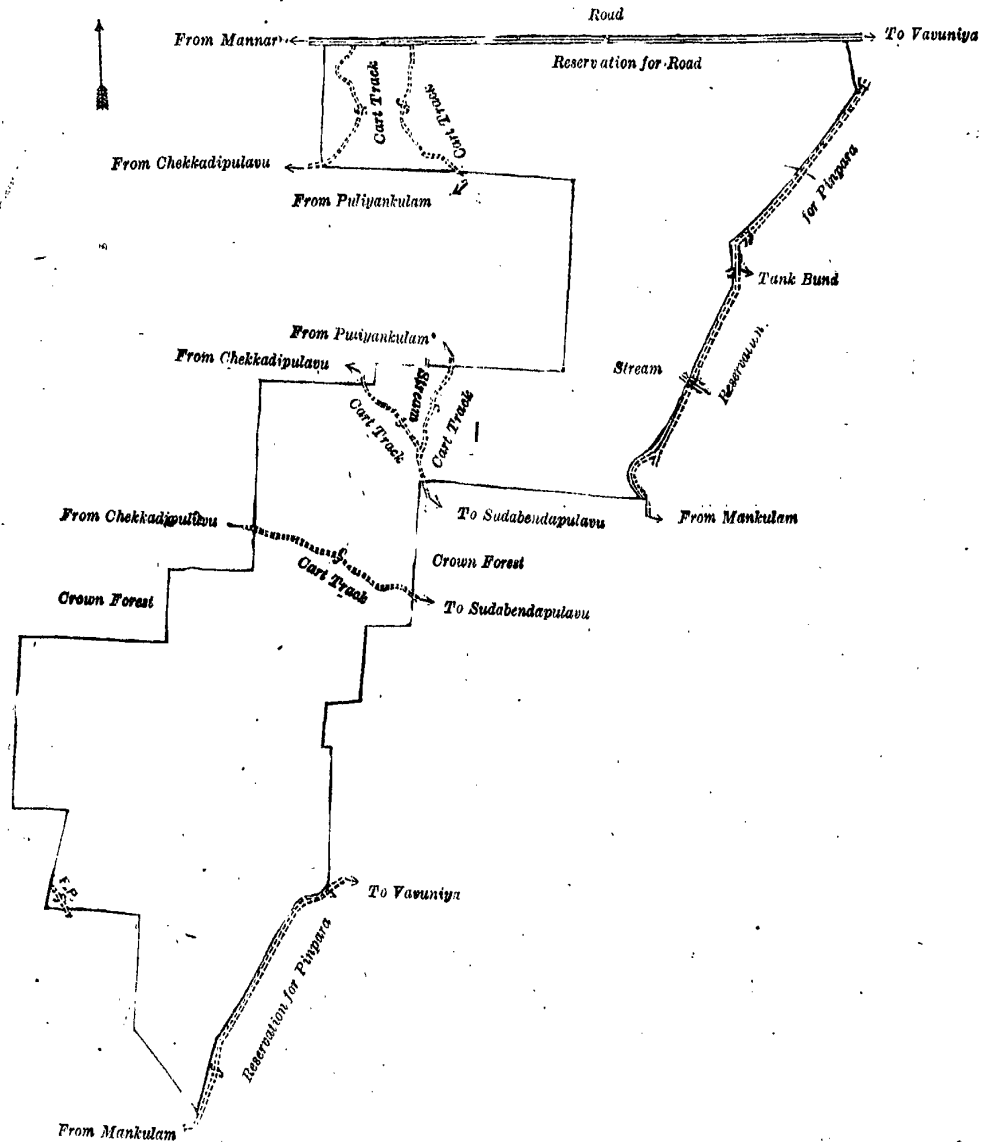 Road
From Mannar
To Vavuniya
Reservation for Road
Cart Track
Cart Track
From Chekkadipulavu
From Puliyankulam
for Pinpara
Tank Bund
From Puliyankulam
From Chekkadipulavu
Stream
Stream
Reservation
Cart Track
Cart Track
To Sudabendapulavu
From Mankulam
From Chekkadipulavu
Cart Track
Crown Forest
Crown Forest
To Sudabendapulavu
F.P.
To Vavuniya
Reservation for Pinpara
From Mankulam